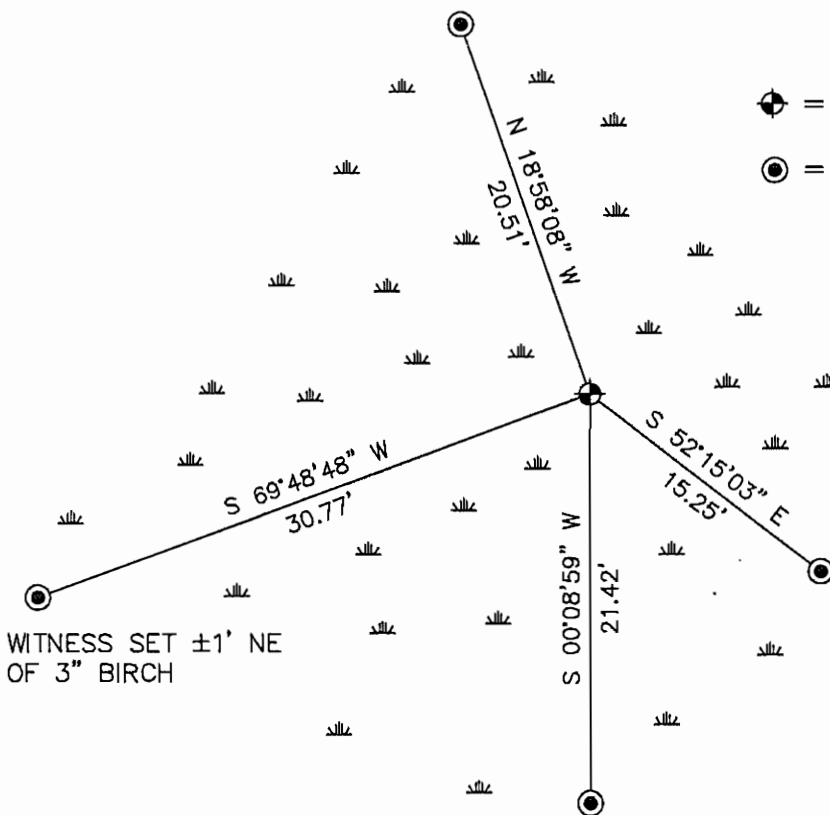 =
=
N 18°58'08" W
20.51'
S 69°48'48" W
30.77'
S 52°15'03" E
15.25'
S 00°08'59" W
21.42'
WITNESS SET ±1' NE
OF 3" BIRCH